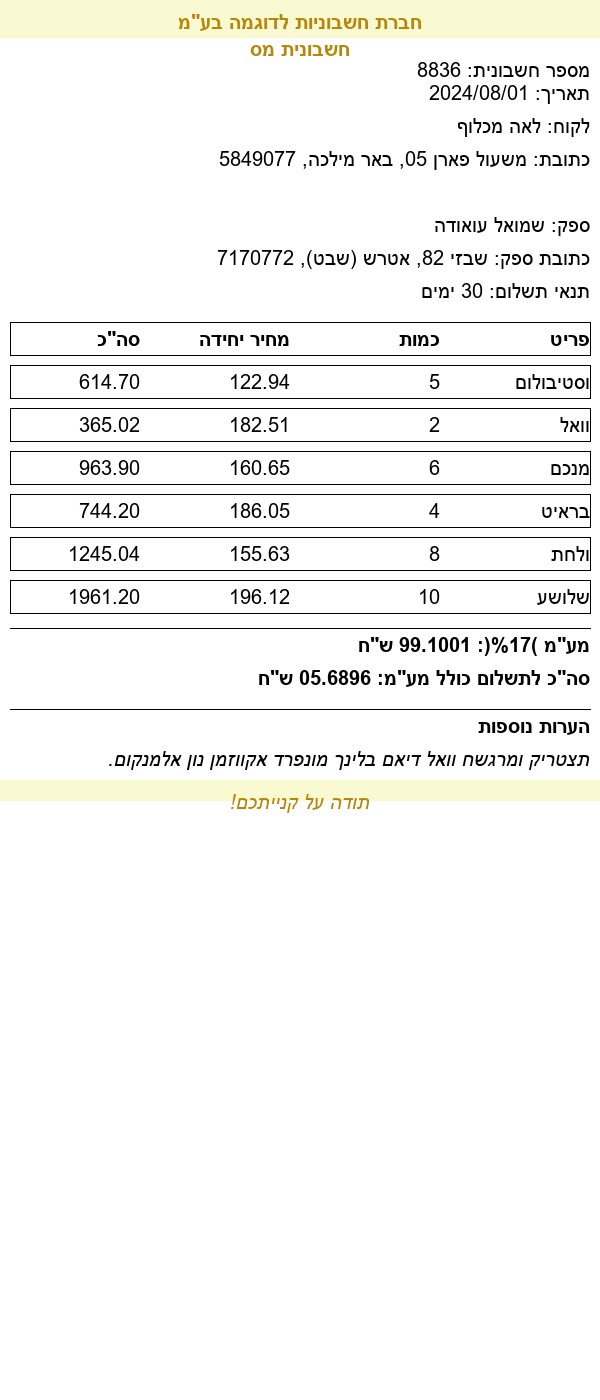 חברת חשבוניות לדוגמה בע"מ
חשבונית מס
מספר חשבונית: 8836
תאריך: 2024/08/01
לקוח: לאה מכלוף
כתובת: משעול פארן 05, באר מילכה, 5849077
ספק: שמואל עואודה
כתובת ספק: שבזי 82, אטרש (שבט), 7170772
תנאי תשלום: 30 ימים
פריט כמות מחיר יחידה סה"כ
וסטיבולום 5 122.94 614.70
וואל 2 182.51 365.02
מנכם 6 160.65 963.90
בראיט 4 186.05 744.20
ולחת 8 155.63 1245.04
שלושע 10 196.12 1961.20
מע"מ )17%(: 99.1001 ש"ח
סה"כ לתשלום כולל מע"מ: 05.6896 ש"ח
הערות נוספות
תצטריק ומרגשח וואל דיאם בלינך מונפרד אקווזמן נון אלמנקום.
תודה על קנייתכם!